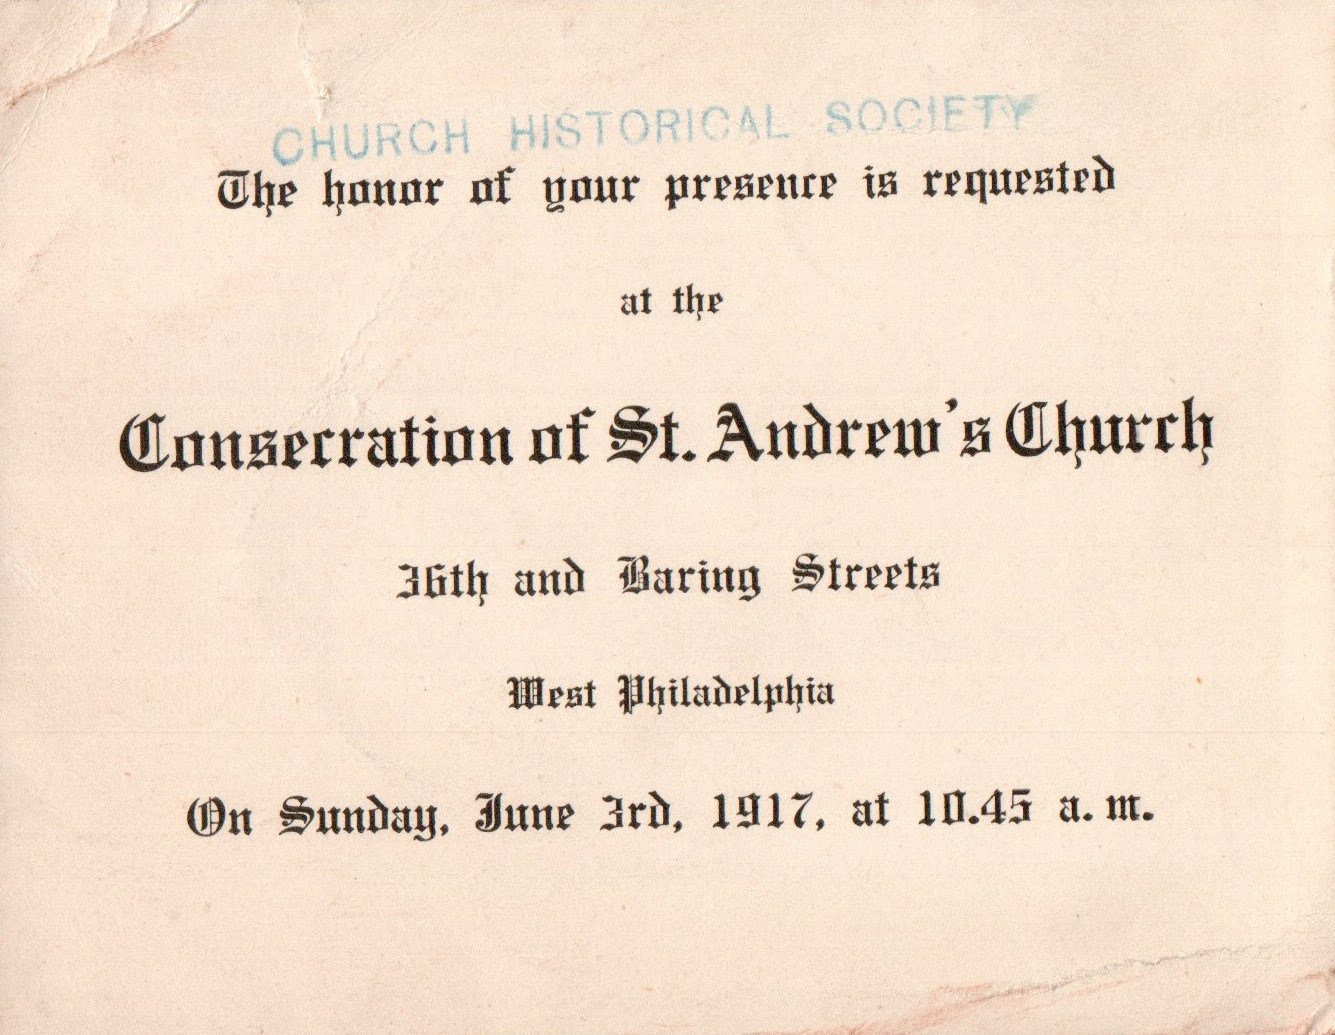 CHURCH HISTORICAL SOCIETY
The honor of your presence is requested
at the
Consecration of St. Andrew's Church
36th and Baring Streets
West Philadelphia
On Sunday, June 3rd, 1917, at 10.45 a. m.